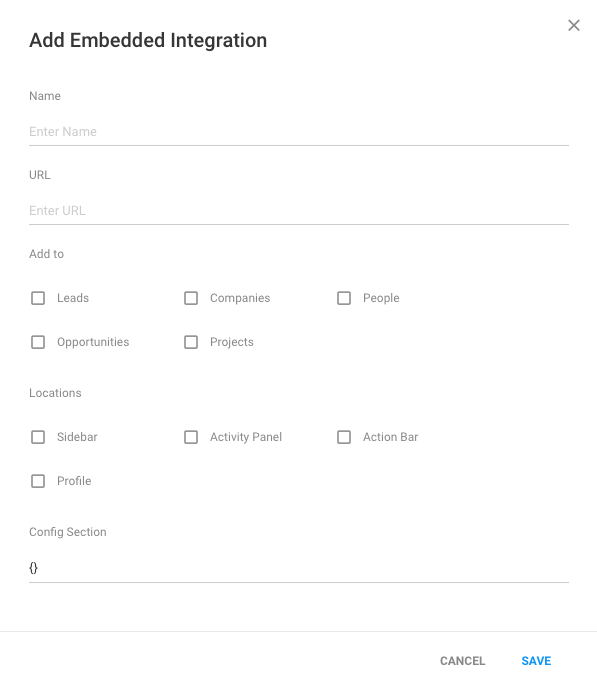 Add Embedded Integration
Name
Enter Name
URL
Enter URL
Add to
Leads Companies People
Opportunities Projects
Locations
Sidebar Activity Panel Action Bar
Profile
Config Section
{}
CANCEL SAVE